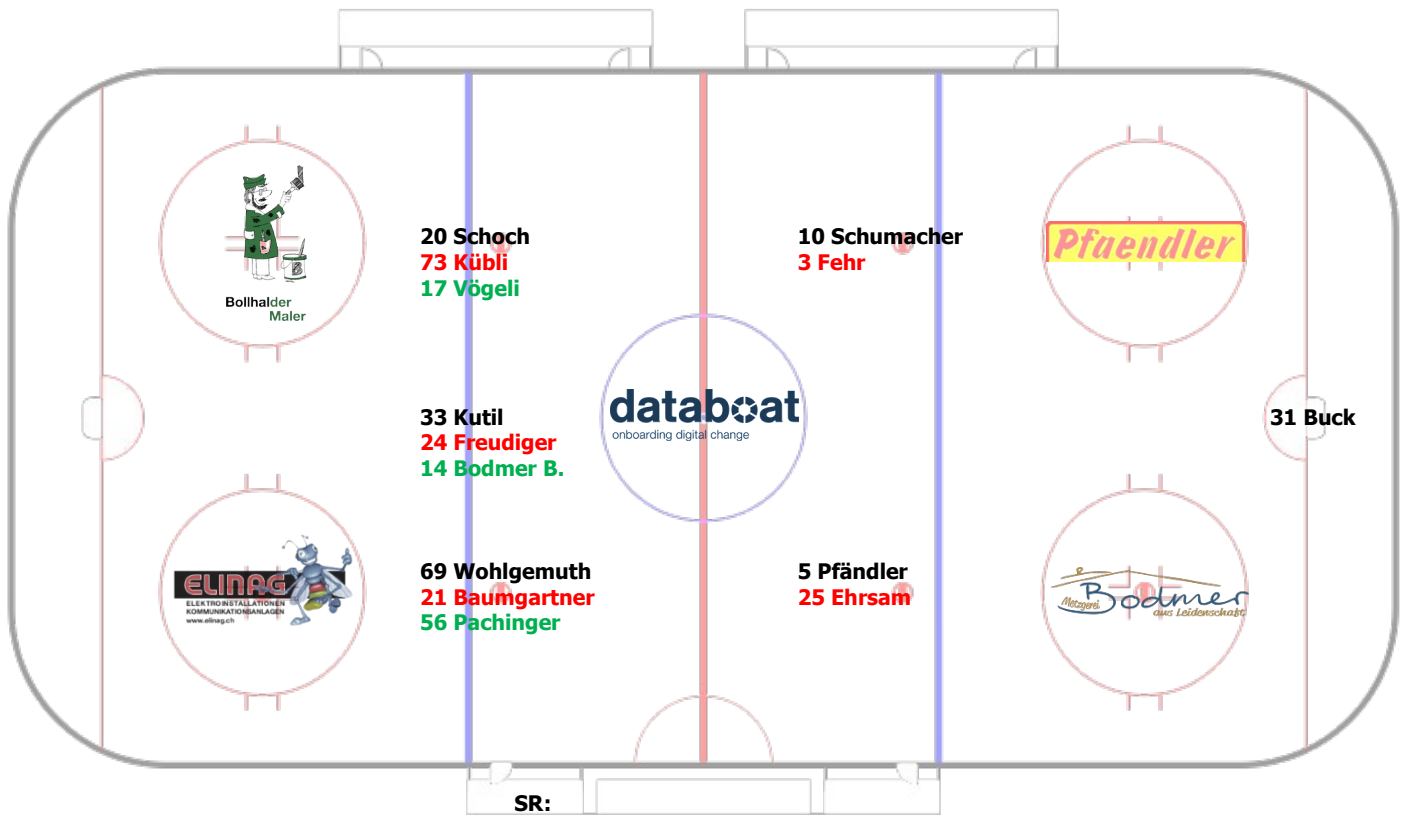 20 Schoch
73 Kübli
17 Vögeli
10 Schumacher
3 Fehr
Pfaendler
Bollhalder
Maler
B
33 Kutil
24 Freudiger
14 Bodmer B.
databoat
onboarding digital change
31 Buck
69 Wohlgemuth
21 Baumgartner
56 Pachinger
5 Pfändler
25 Ehrsam
ELINAG
ELEKTROINSTALLATIONEN
KOMMUNIKATIONSANLAGEN
www.elinag.ch
Metzgerei
Bodmer
aus Leidenschaft
SR: